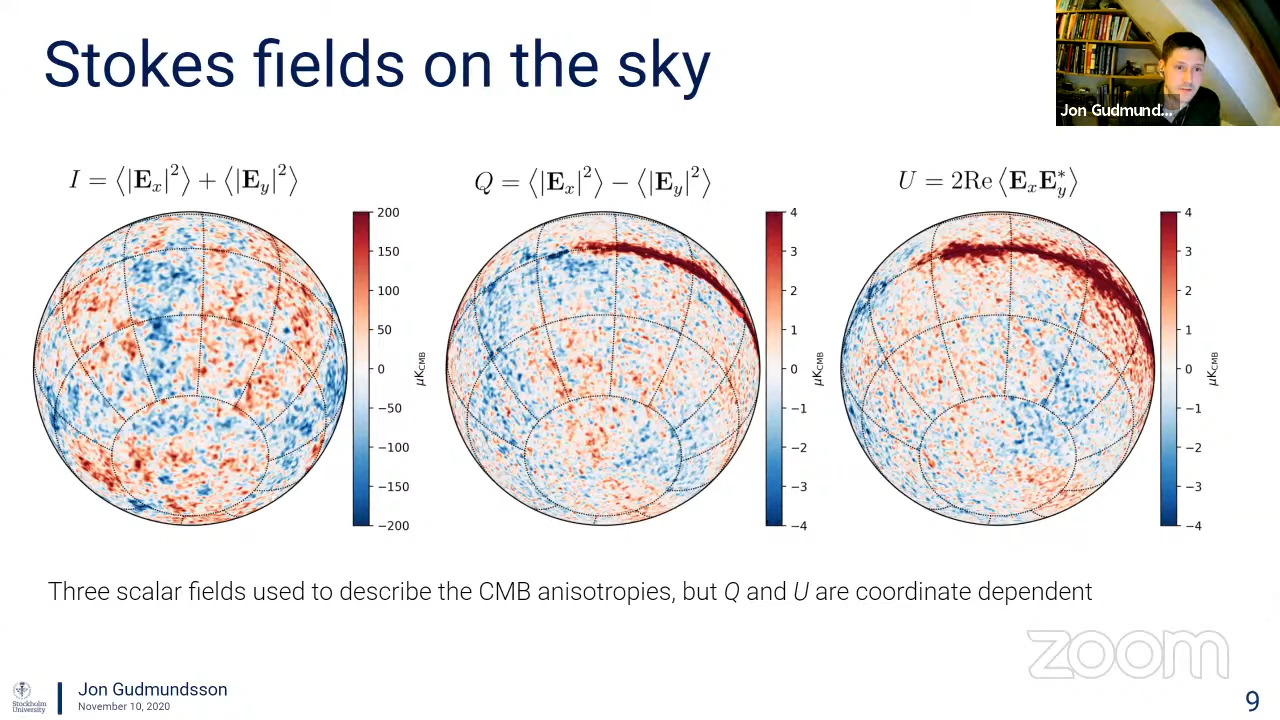 Stokes fields on the sky
Jon Gudmund...
I = ⟨|E_x|^2⟩ + ⟨|E_y|^2⟩
Q = ⟨|E_x|^2⟩ − ⟨|E_y|^2⟩
U = 2Re ⟨E_x E_y^*⟩
200
150
100
50
0
−50
−100
−150
−200
μK_CMB
4
3
2
1
0
−1
−2
−3
−4
μK_CMB
4
3
2
1
0
−1
−2
−3
−4
μK_CMB
Three scalar fields used to describe the CMB anisotropies, but Q and U are coordinate dependent
zoom
Stockholm
University
Jon Gudmundsson
November 10, 2020
9